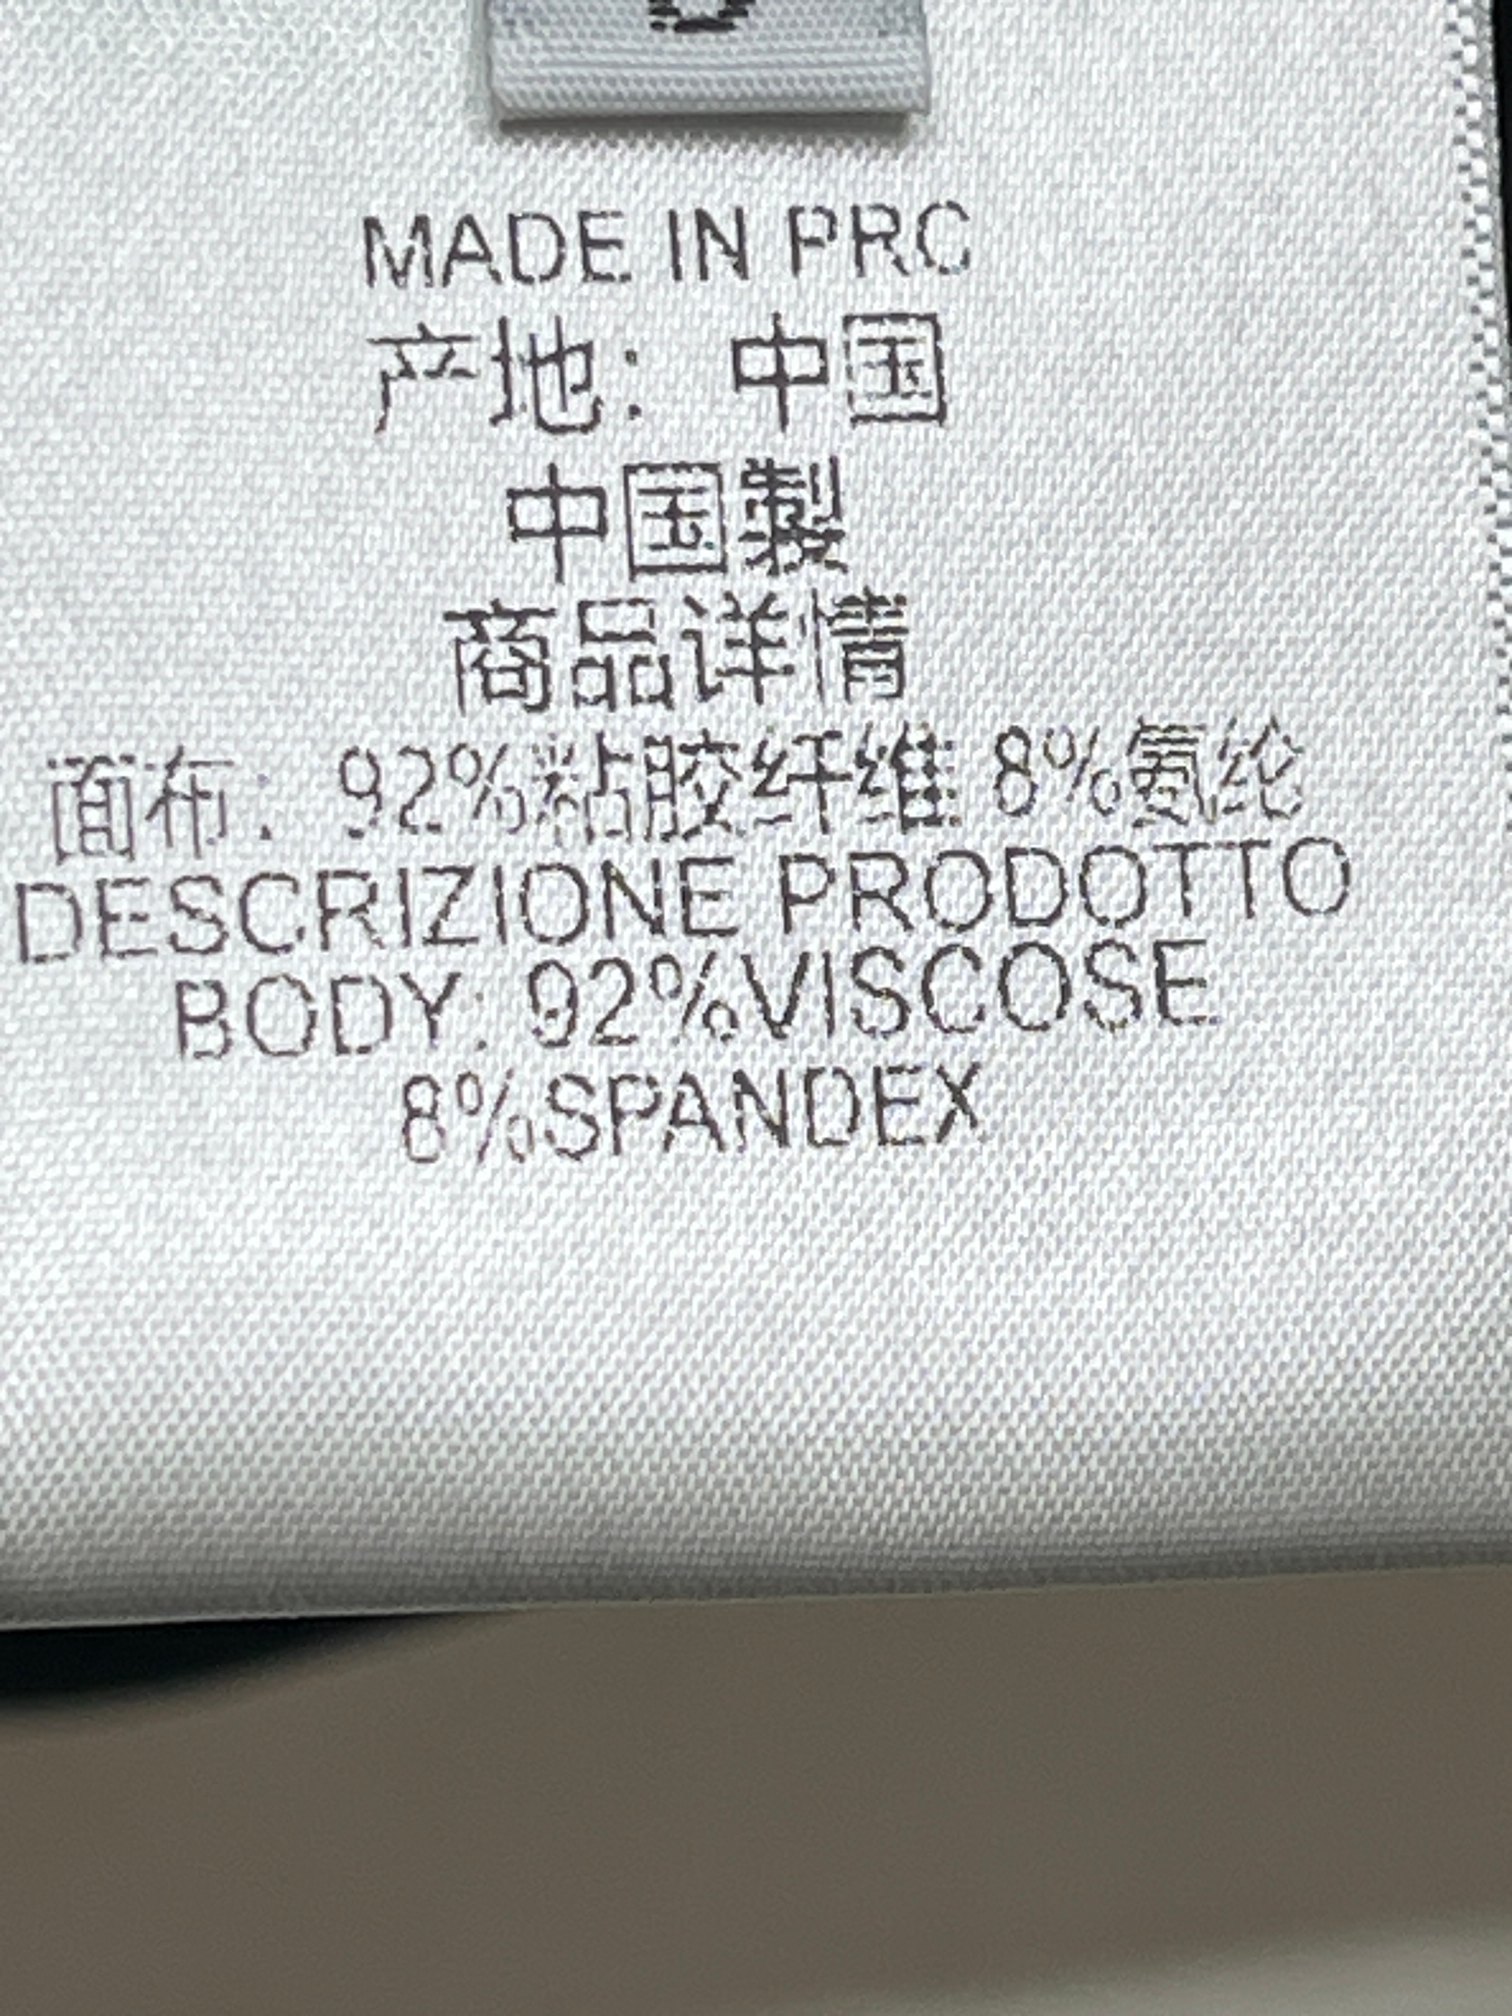 MADE IN PRC
产地：中国
中国製
商品详情
面布：92%粘胶纤维 8%氨纶
DESCRIZIONE PRODOTTO
BODY: 92%VISCOSE
8%SPANDEX